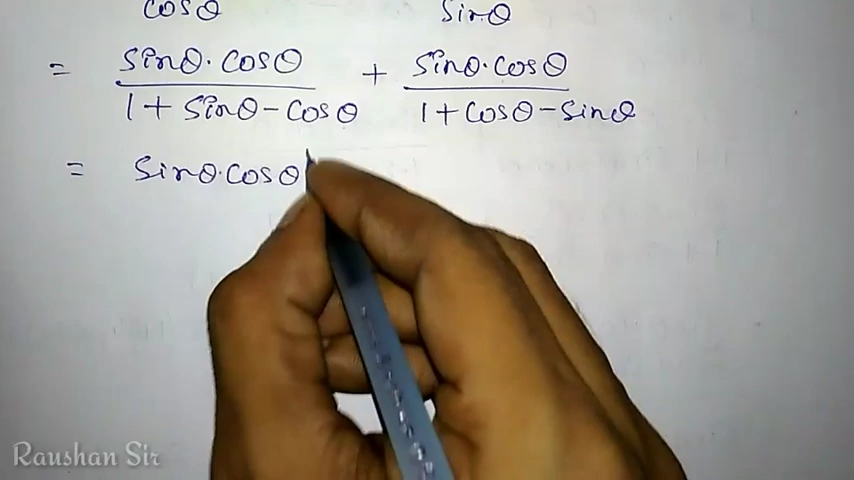 cosθ sinθ
= sinθ·cosθ / 1 + sinθ - cosθ + sinθ·cosθ / 1 + cosθ - sinθ
= sinθ·cosθ
Raushan Sir